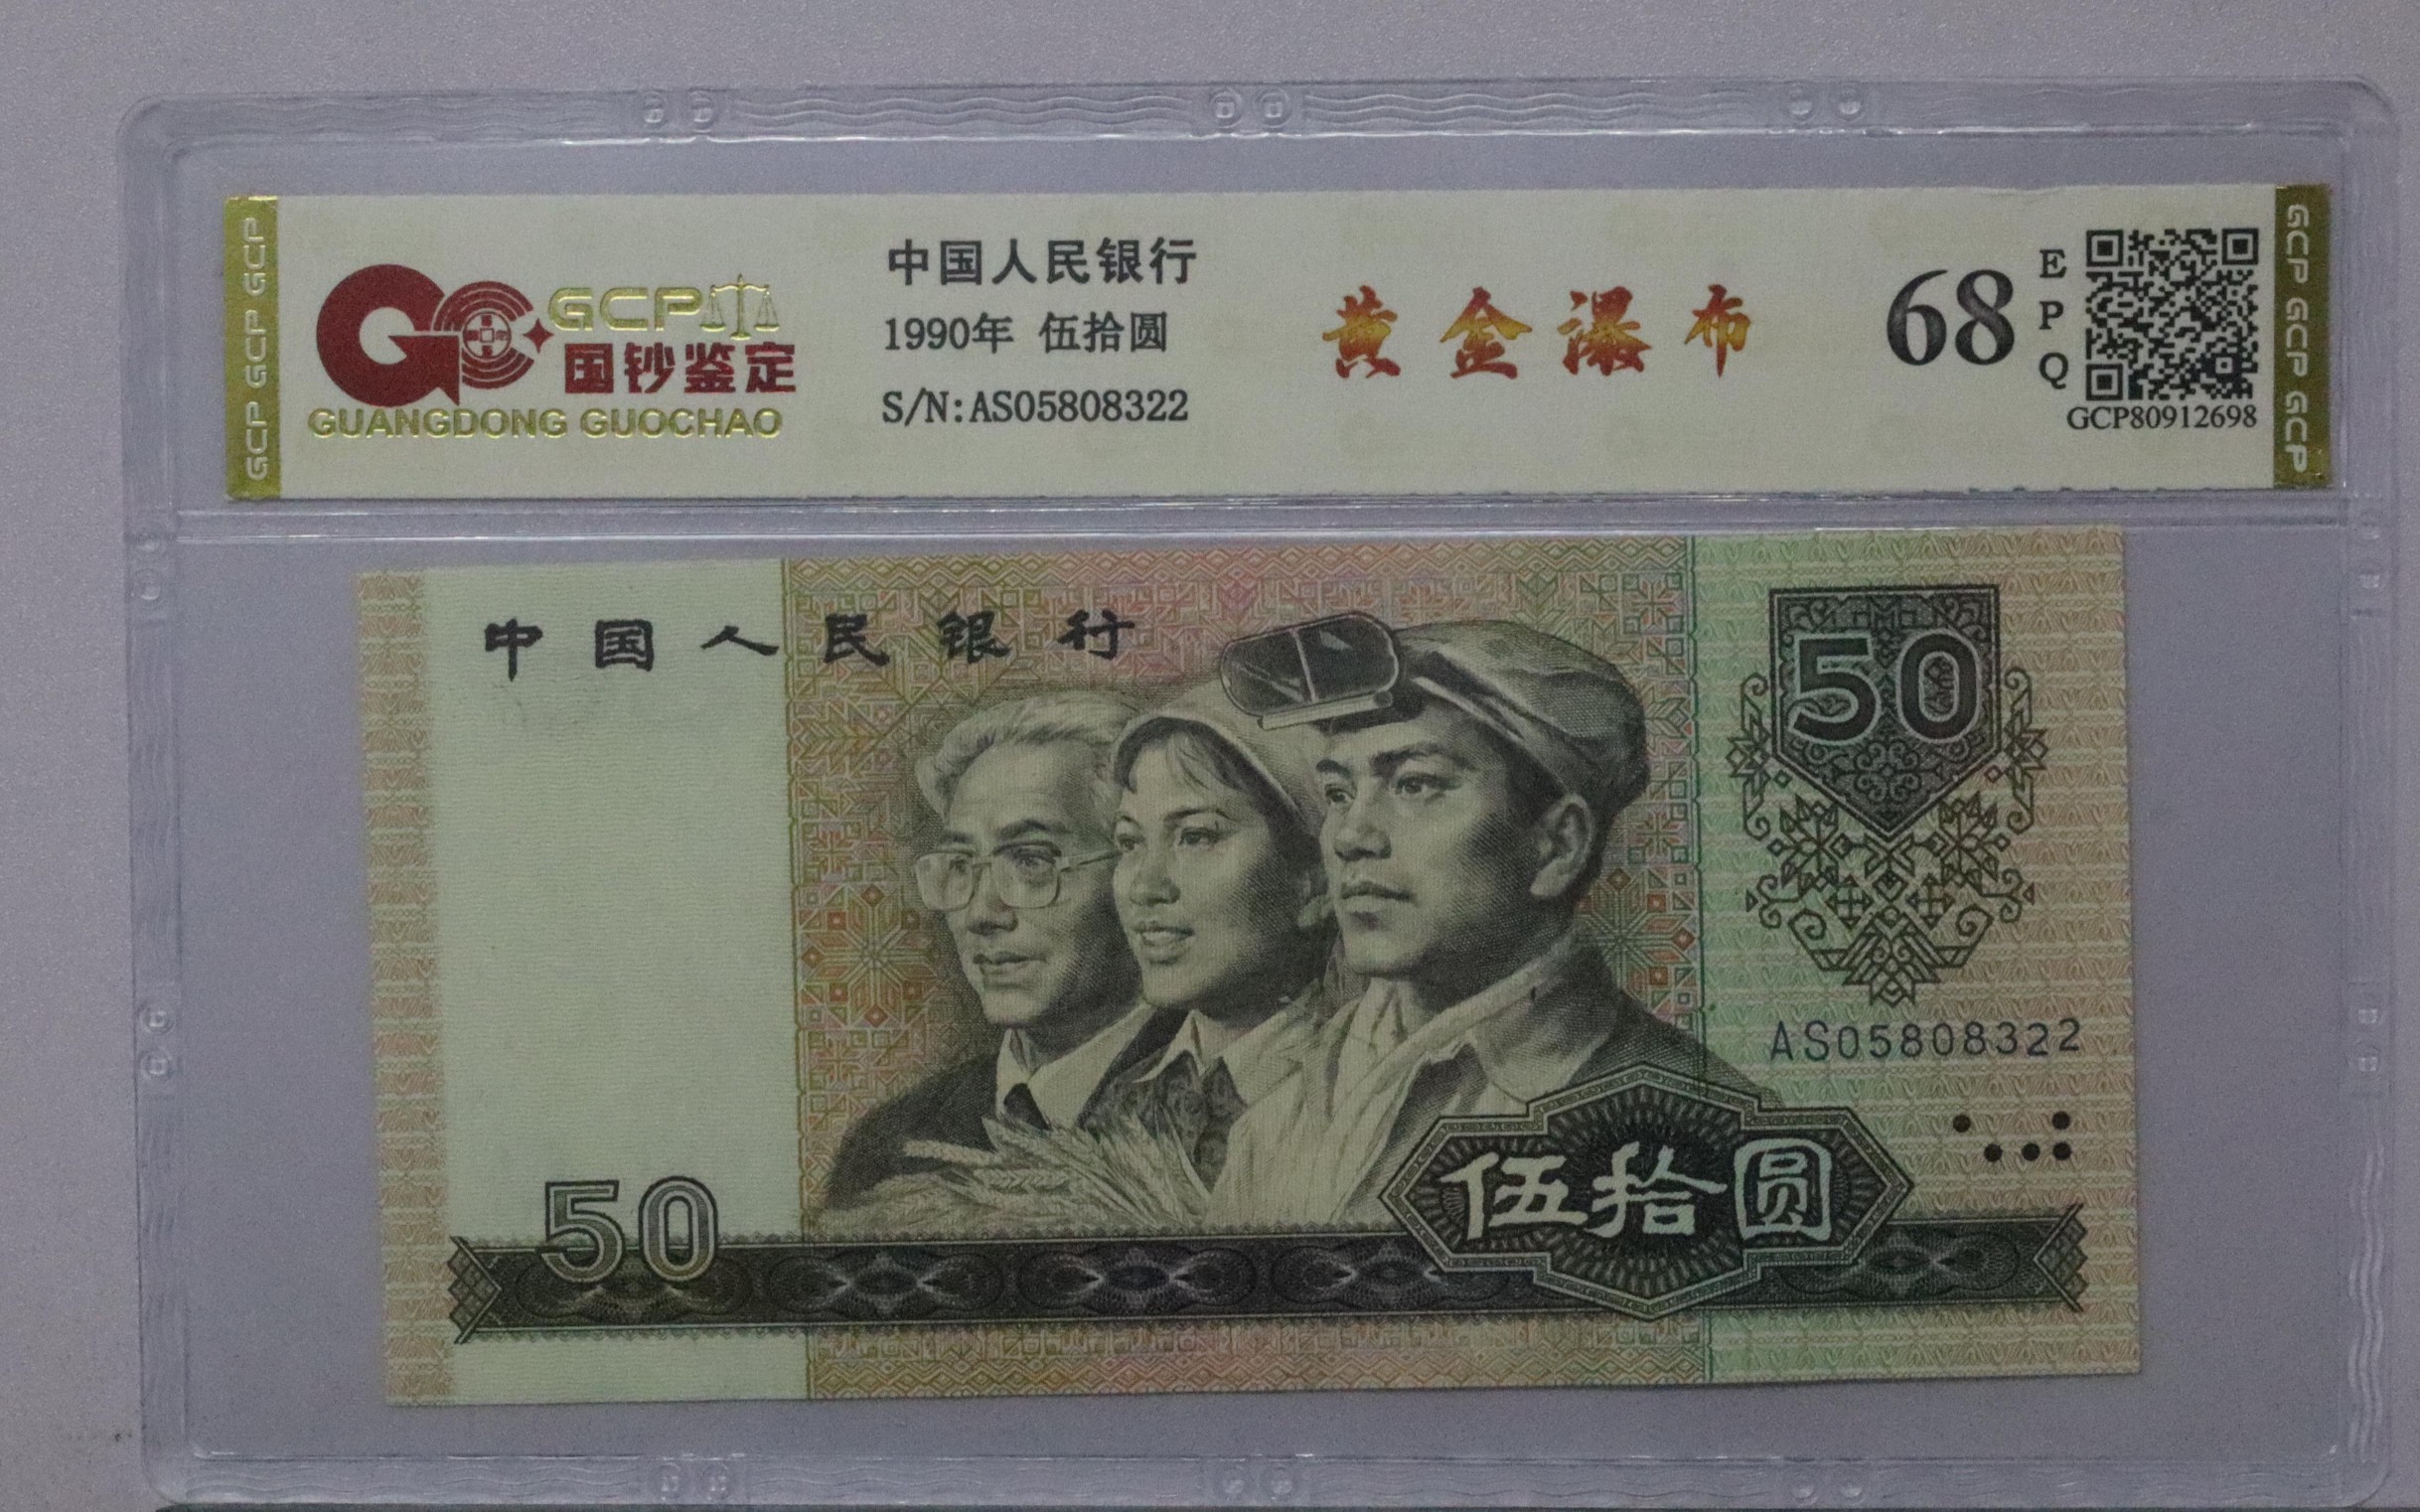 GCP GCP GCP
GCP
国钞鉴定
GUANGDONG GUOCHAO
中国人民银行
1990年 伍拾圆
S/N:AS05808322
黄金瀑布
68
EPQ
GCP80912698
GCP GCP GCP
中国人民银行
50
AS05808322
50
伍拾圆